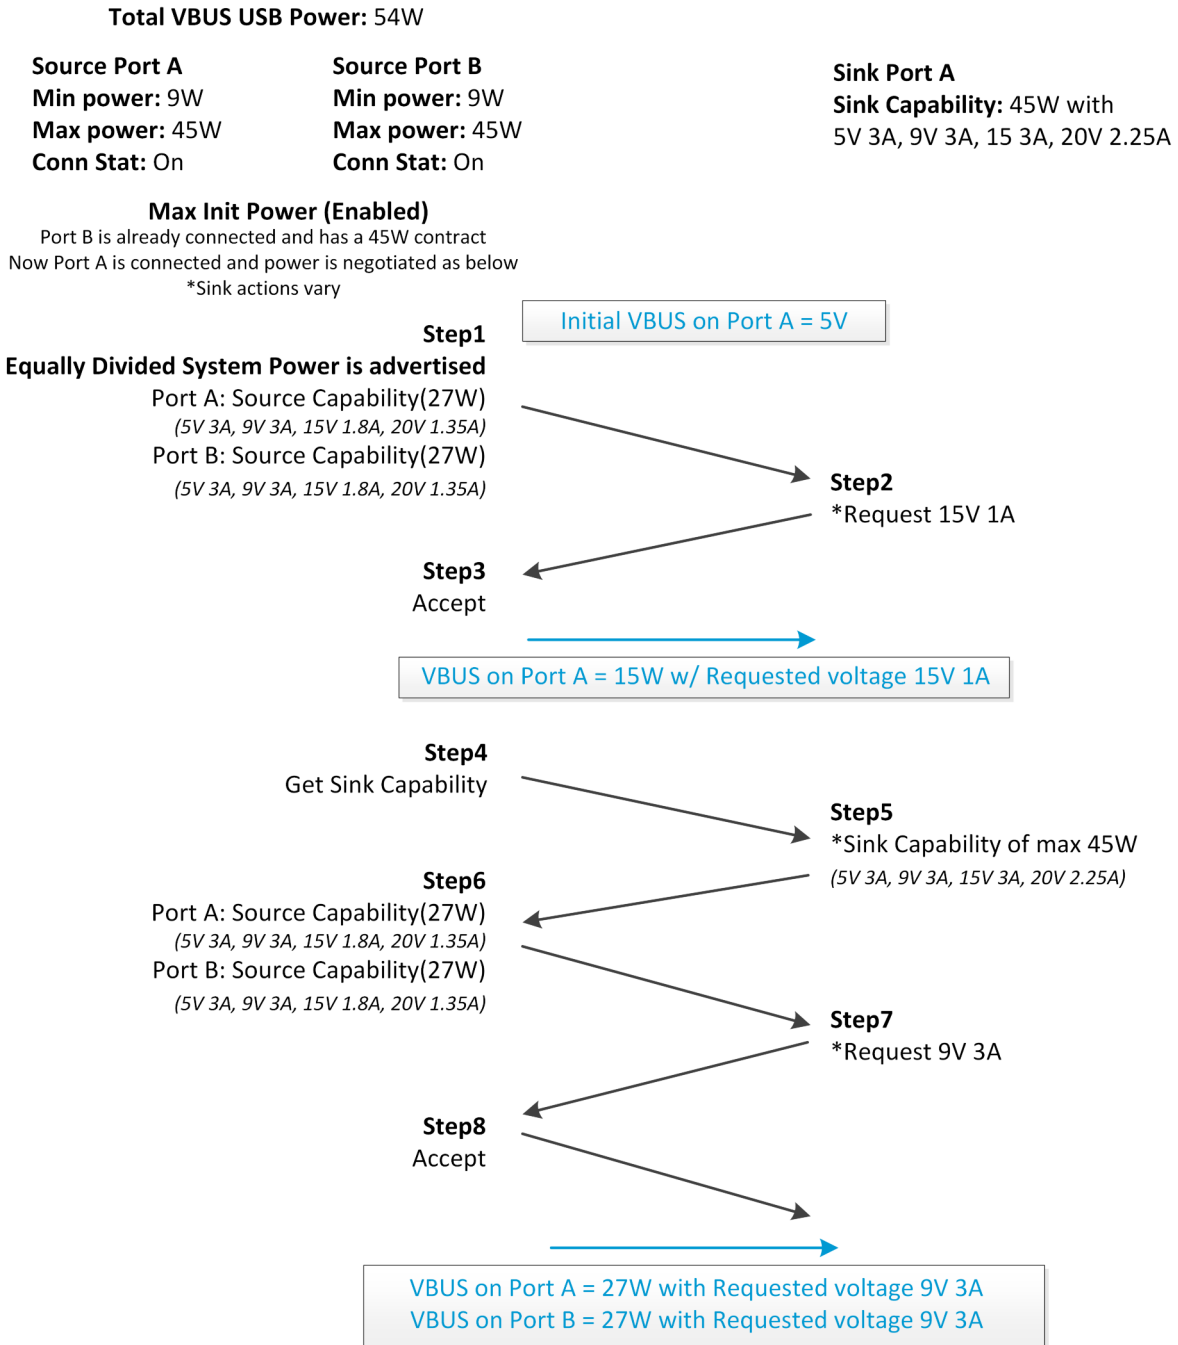 Total VBUS USB Power: 54W
Source Port A
Min power: 9W
Max power: 45W
Conn Stat: On
Source Port B
Min power: 9W
Max power: 45W
Conn Stat: On
Sink Port A
Sink Capability: 45W with
5V 3A, 9V 3A, 15 3A, 20V 2.25A
Max Init Power (Enabled)
Port B is already connected and has a 45W contract
Now Port A is connected and power is negotiated as below
*Sink actions vary
Initial VBUS on Port A = 5V
Step1
Equally Divided System Power is advertised
Port A: Source Capability(27W)
(5V 3A, 9V 3A, 15V 1.8A, 20V 1.35A)
Port B: Source Capability(27W)
(5V 3A, 9V 3A, 15V 1.8A, 20V 1.35A)
Step2
*Request 15V 1A
Step3
Accept
VBUS on Port A = 15W w/ Requested voltage 15V 1A
Step4
Get Sink Capability
Step5
*Sink Capability of max 45W
(5V 3A, 9V 3A, 15V 3A, 20V 2.25A)
Step6
Port A: Source Capability(27W)
(5V 3A, 9V 3A, 15V 1.8A, 20V 1.35A)
Port B: Source Capability(27W)
(5V 3A, 9V 3A, 15V 1.8A, 20V 1.35A)
Step7
*Request 9V 3A
Step8
Accept
VBUS on Port A = 27W with Requested voltage 9V 3A
VBUS on Port B = 27W with Requested voltage 9V 3A